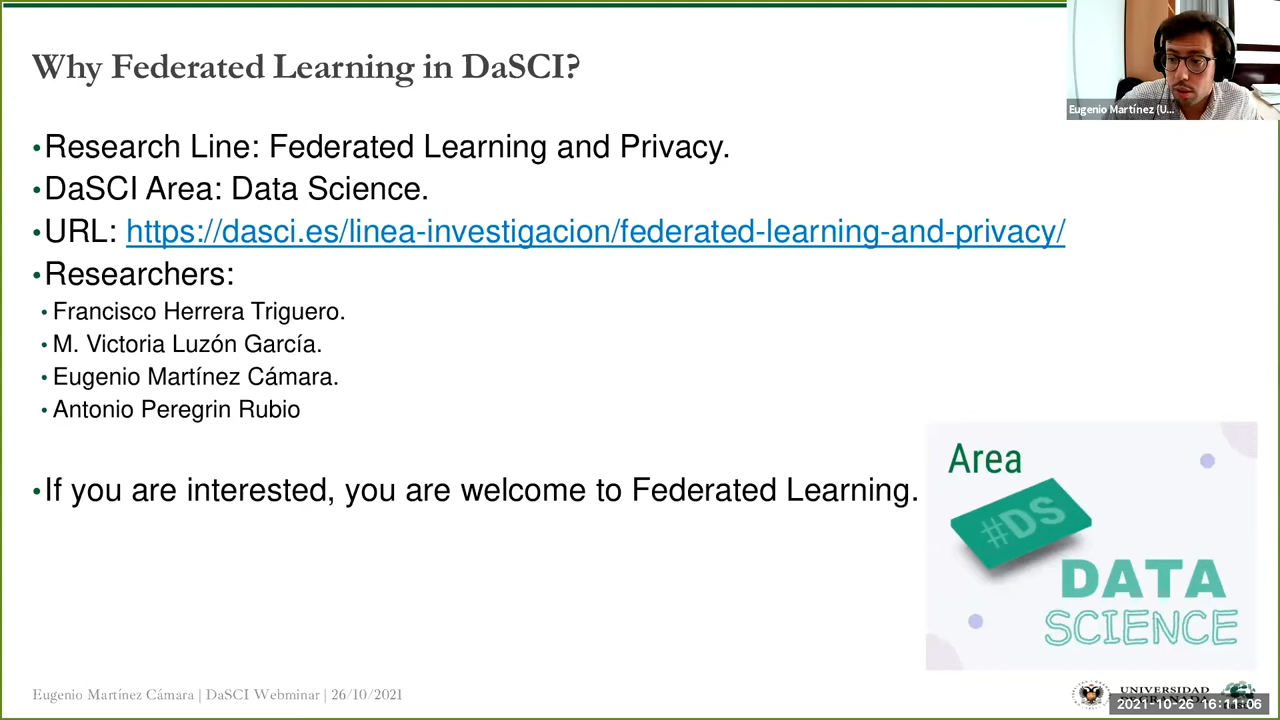 Why Federated Learning in DaSCI?
Eugenio Martínez (U...
•Research Line: Federated Learning and Privacy.
•DaSCI Area: Data Science.
•URL: https://dasci.es/linea-investigacion/federated-learning-and-privacy/
•Researchers:
•Francisco Herrera Triguero.
•M. Victoria Luzón García.
•Eugenio Martínez Cámara.
•Antonio Peregrin Rubio
•If you are interested, you are welcome to Federated Learning.
Area
#DS
DATA
SCIENCE
Eugenio Martínez Cámara | DaSCI Webminar | 26/10/2021
UNIVERSIDAD
2021-10-26 16:11:06